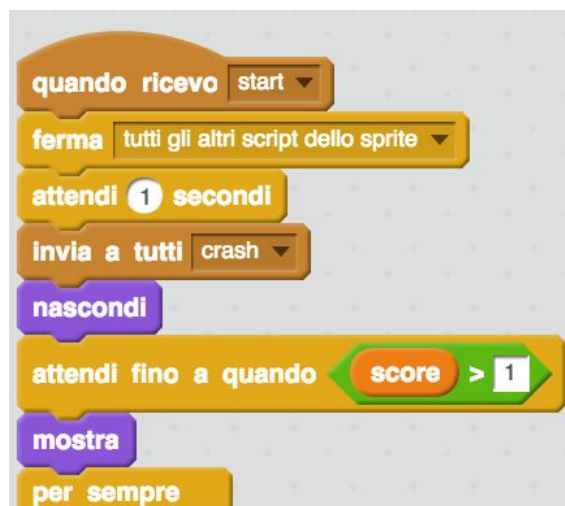 quando ricevo start
ferma tutti gli altri script dello sprite
attendi 1 secondi
invia a tutti crash
nascondi
attendi fino a quando score > 1
mostra
per sempre